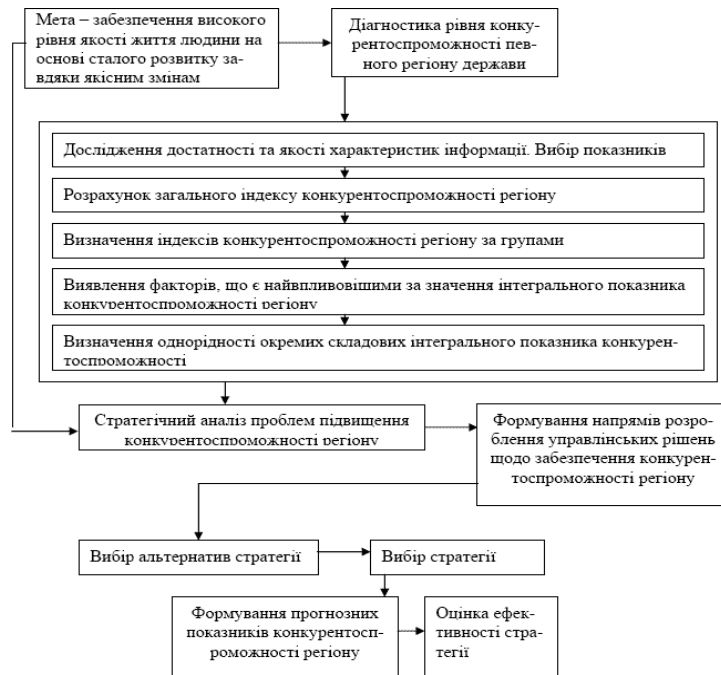 Мета – забезпечення високого
рівня якості життя людини на
основі сталого розвитку за-
вдяки якісним змінам
Діагностика рівня конку-
рентоспроможності пев-
ного регіону держави
Дослідження достатності та якості характеристик інформації. Вибір показників
Розрахунок загального індексу конкурентоспроможності регіону
Визначення індексів конкурентоспроможності регіону за групами
Виявлення факторів, що є найвпливовішими за значення інтегрального показника
конкурентоспроможності регіону
Визначення однорідності окремих складових інтегрального показника конкурен-
тоспроможності
Стратегічний аналіз проблем підвищення
конкурентоспроможності регіону
Формування напрямів розро-
блення управлінських рішень
щодо забезпечення конкурен-
тоспроможності регіону
Вибір альтернатив стратегії
Вибір стратегії
Формування прогнозних
показників конкурентосп-
роможності регіону
Оцінка ефек-
тивності стра-
тегії